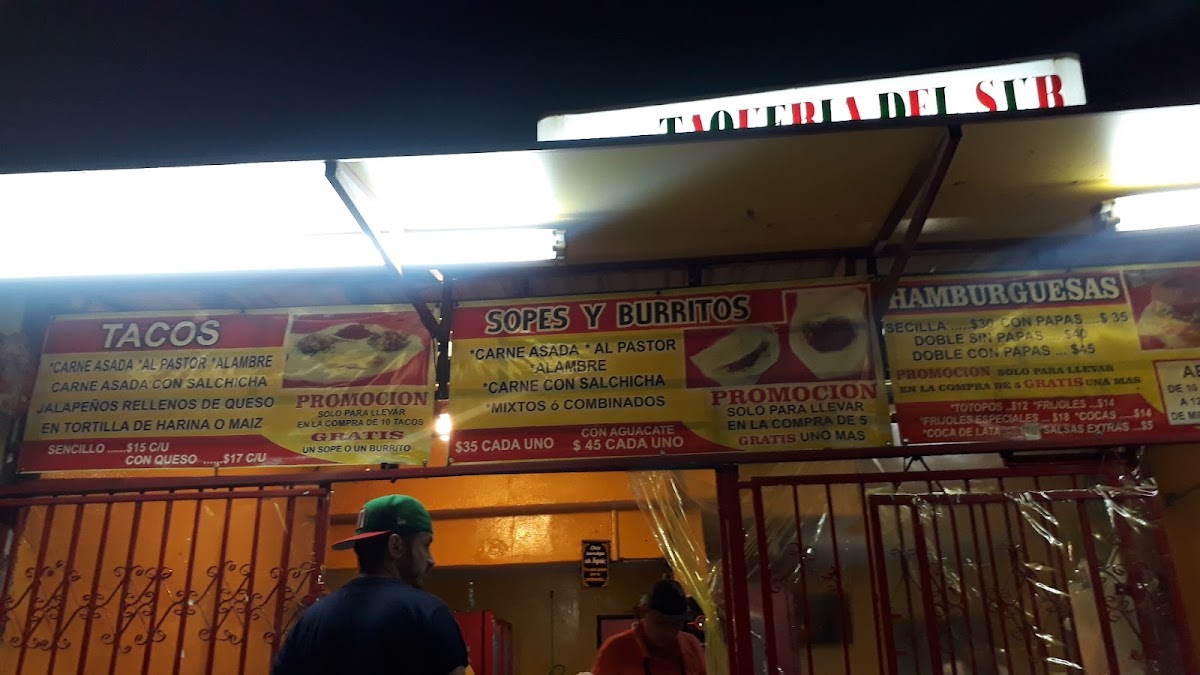 TAQUERIA DEL SUR
TACOS
*CARNE ASADA *AL PASTOR *ALAMBRE
CARNE ASADA CON SALCHICHA
JALAPEÑOS RELLENOS DE QUESO
EN TORTILLA DE HARINA O MAIZ
SENCILLO ........$15 C/U
CON QUESO .....$17 C/U
PROMOCION
SOLO PARA LLEVAR
EN LA COMPRA DE 10 TACOS
GRATIS
UN SOPE O UN BURRITO
SOPES Y BURRITOS
*CARNE ASADA * AL PASTOR
*ALAMBRE
*CARNE CON SALCHICHA
*MIXTOS ó COMBINADOS
$35 CADA UNO
CON AGUACATE
$ 45 CADA UNO
PROMOCION
SOLO PARA LLEVAR
EN LA COMPRA DE 5
GRATIS UNO MAS
HAMBURGUESAS
SECILLA .....$30 CON PAPAS....$ 35
DOBLE SIN PAPAS ....$40
DOBLE CON PAPAS ... $45
PROMOCION SOLO PARA LLEVAR
EN LA COMPRA DE 5 GRATIS UNA MAS
*TOTOPOS ..$12 *FRIJOLES ..$14
*FRIJOLES ESPECIALES ..$18 *COCAS ....$14
*COCA DE LATA *SALSAS EXTRAS ...$5